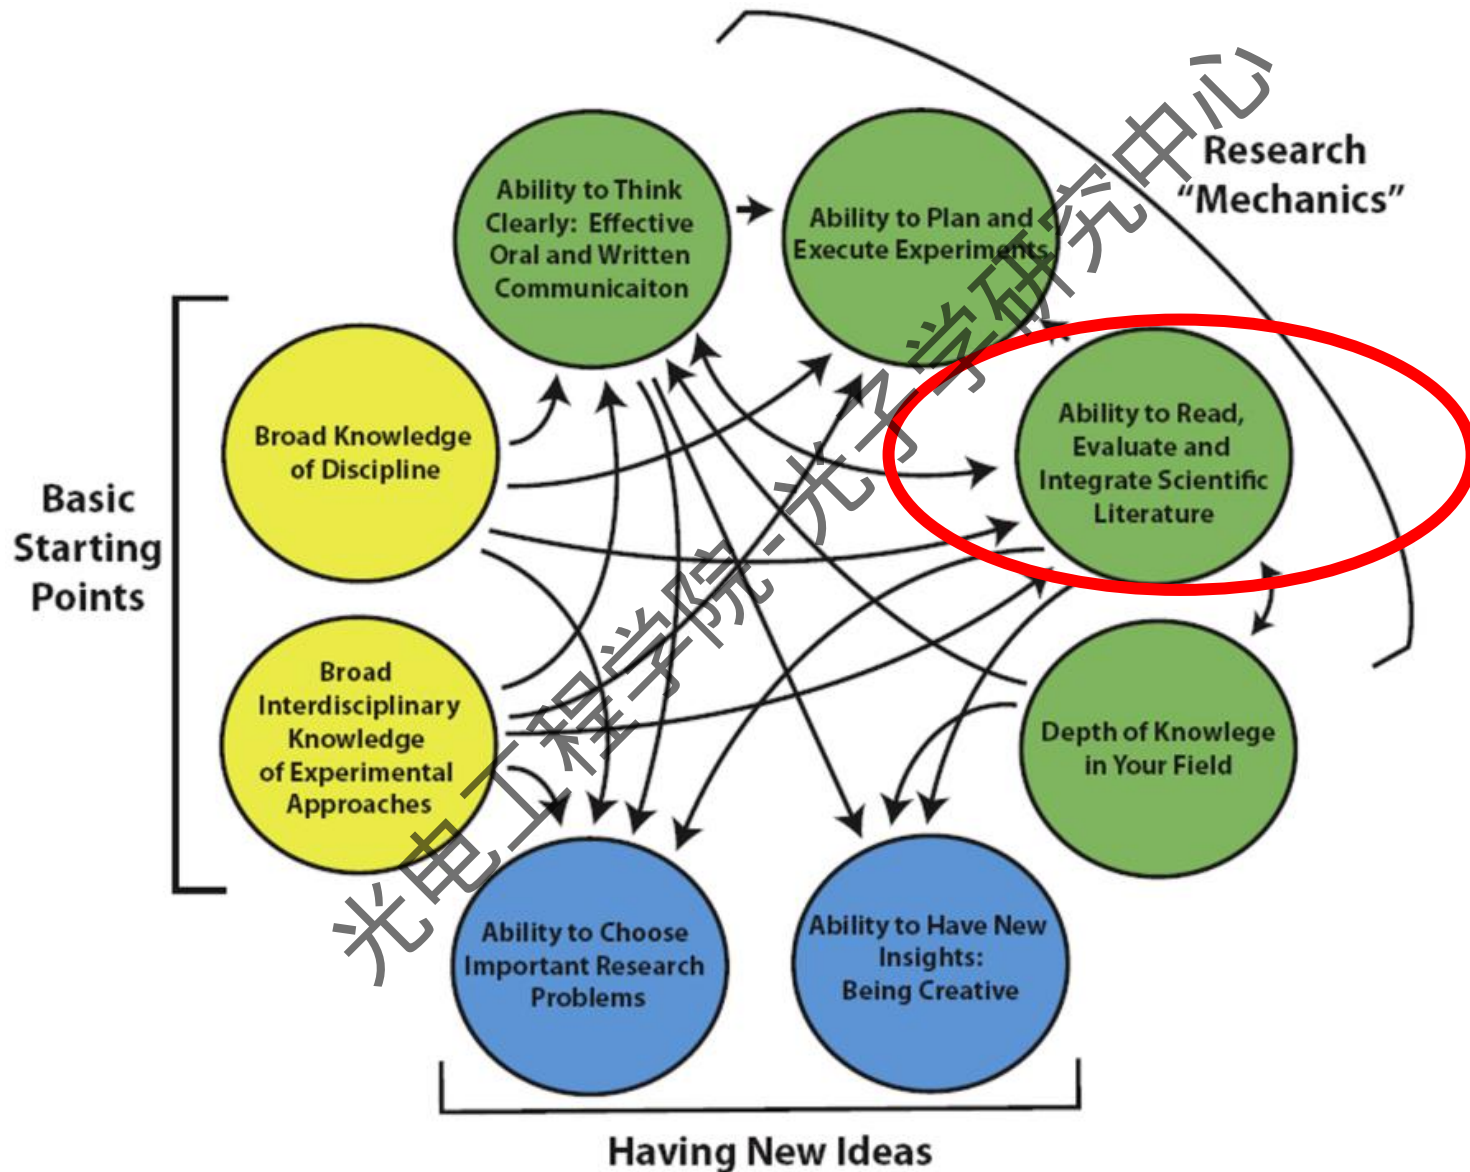 Research
“Mechanics”
Ability to Think
Clearly: Effective
Oral and Written
Communicaiton
Ability to Plan and
Execute Experiments
Basic
Starting
Points
Broad Knowledge
of Discipline
Ability to Read,
Evaluate and
Integrate Scientific
Literature
Broad
Interdisciplinary
Knowledge
of Experimental
Approaches
Depth of Knowlege
in Your Field
Ability to Choose
Important Research
Problems
Ability to Have New
Insights:
Being Creative
Having New Ideas
光电工程学院-光子学研究中心